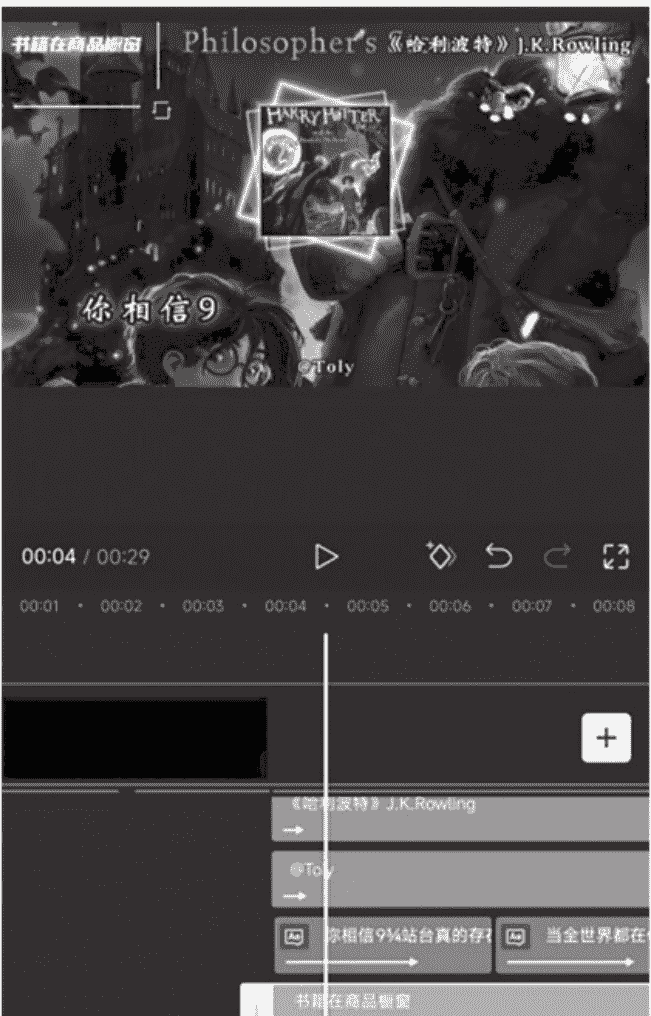 书籍在商品橱窗
Philosopher's 《哈利波特》J.K.Rowling
HARRY POTTER
你相信9
@Toly
00:04 / 00:29
00:01 00:02 00:03 00:04 00:05 00:06 00:07 00:08
《哈利波特》J.K.Rowling
@Toly
你相信9¾站台真的存在
当全世界都在
书籍在商品橱窗